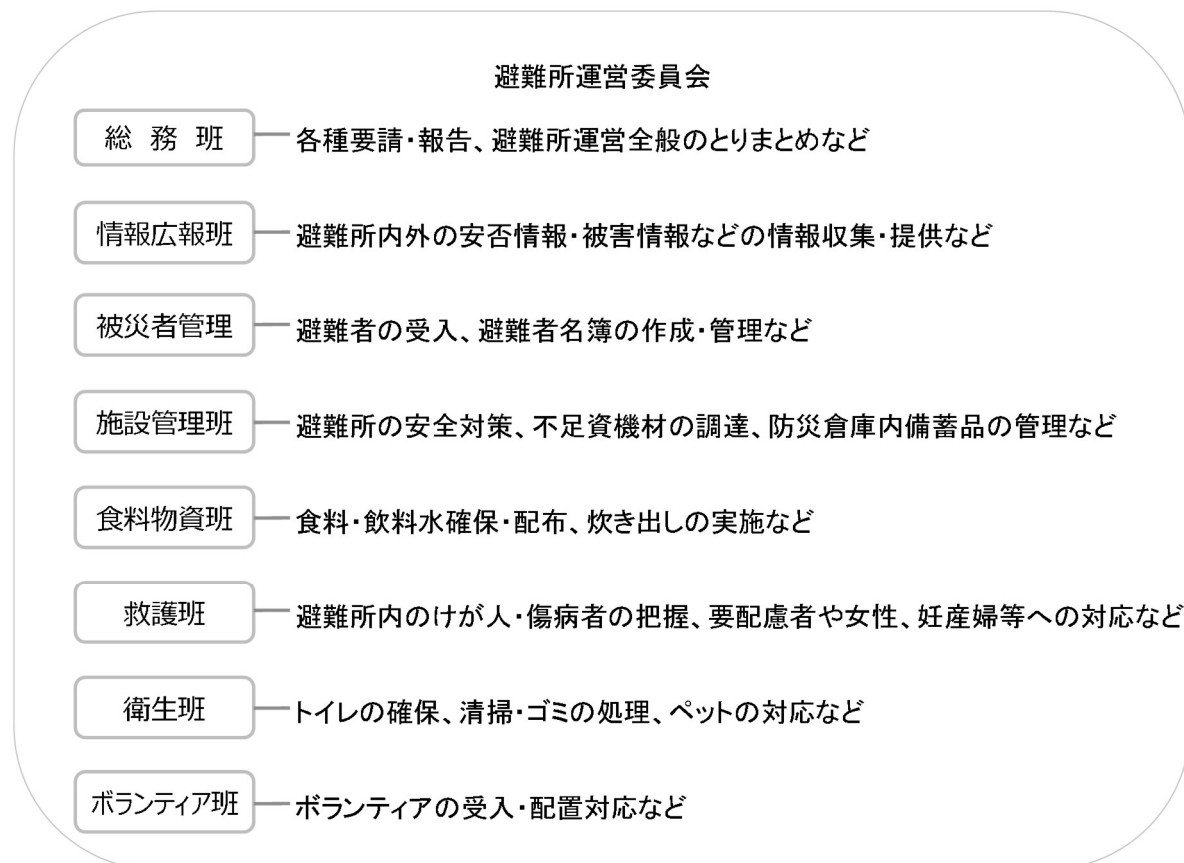 避難所運営委員会
総務班 各種要請・報告、避難所運営全般のとりまとめなど
情報広報班 避難所内外の安否情報・被害情報などの情報収集・提供など
被災者管理 避難者の受入、避難者名簿の作成・管理など
施設管理班 避難所の安全対策、不足資機材の調達、防災倉庫内備蓄品の管理など
食料物資班 食料・飲料水確保・配布、炊き出しの実施など
救護班 避難所内のけが人・傷病者の把握、要配慮者や女性、妊産婦等への対応など
衛生班 トイレの確保、清掃・ゴミの処理、ペットの対応など
ボランティア班 ボランティアの受入・配置対応など